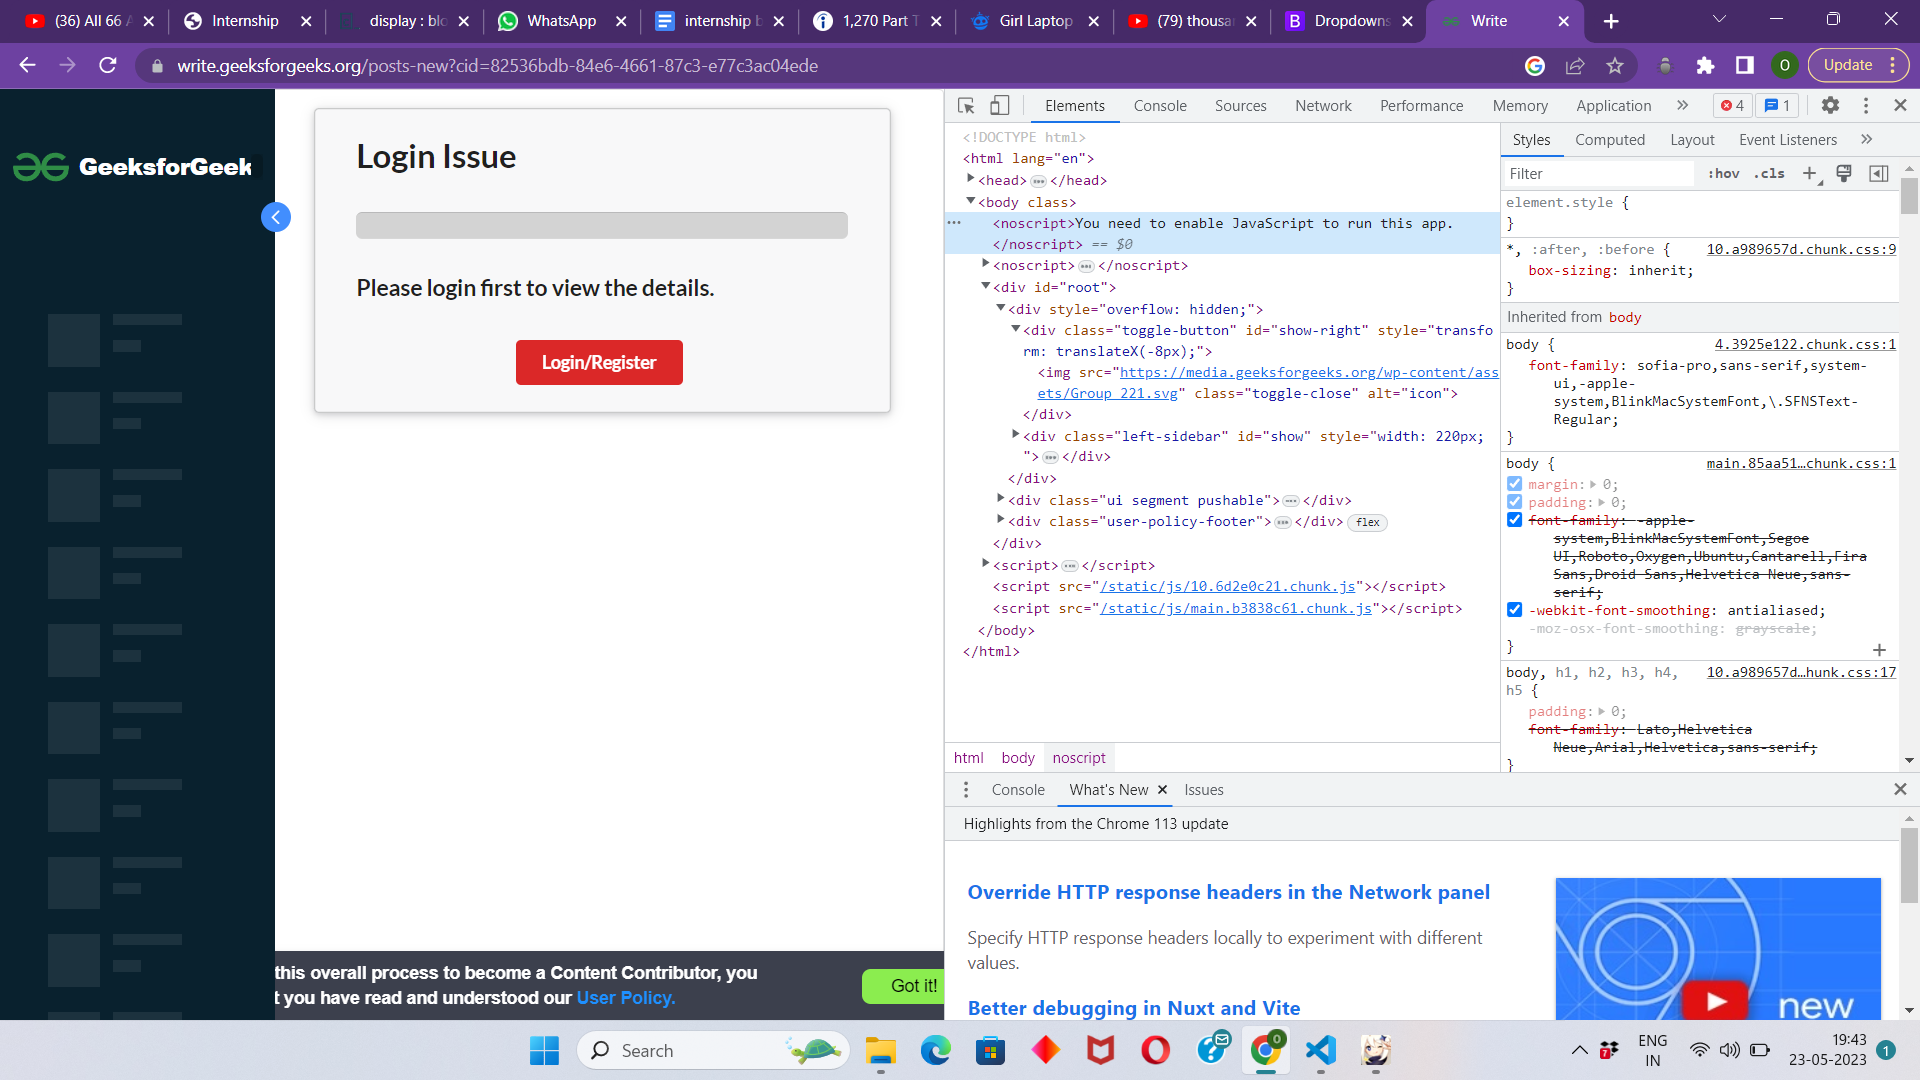 (36) All 66 A
Internship
display : blo
WhatsApp
internship b
1,270 Part T
Girl Laptop
(79) thousa
Dropdowns
Write
write.geeksforgeeks.org/posts-new?cid=82536bdb-84e6-4661-87c3-e77c3ac04ede
O
Update
GeeksforGeek
Login Issue
Please login first to view the details.
Login/Register
this overall process to become a Content Contributor, you
t you have read and understood our User Policy.
Got it!
Elements Console Sources Network Performance Memory Application » 4 1
<!DOCTYPE html>
<html lang="en">
<head> ••• </head>
<body class>
••• <noscript>You need to enable JavaScript to run this app.
</noscript> == $0
<noscript> ••• </noscript>
<div id="root">
<div style="overflow: hidden;">
<div class="toggle-button" id="show-right" style="transfo
rm: translateX(-8px);">
<img src="https://media.geeksforgeeks.org/wp-content/ass
ets/Group 221.svg" class="toggle-close" alt="icon">
</div>
<div class="left-sidebar" id="show" style="width: 220px;
"> ••• </div>
</div>
<div class="ui segment pushable"> ••• </div>
<div class="user-policy-footer"> ••• </div> flex
</div>
<script> ••• </script>
<script src="/static/js/10.6d2e0c21.chunk.js"></script>
<script src="/static/js/main.b3838c61.chunk.js"></script>
</body>
</html>
html body noscript
Styles Computed Layout Event Listeners »
Filter :hov .cls +
element.style {
}
*, :after, :before { 10.a989657d.chunk.css:9
box-sizing: inherit;
}
Inherited from body
body { 4.3925e122.chunk.css:1
font-family: sofia-pro,sans-serif,system-
ui,-apple-
system,BlinkMacSystemFont,\.SFNSText-
Regular;
}
body { main.85aa51…chunk.css:1
margin: 0;
padding: 0;
font-family: -apple-
system,BlinkMacSystemFont,Segoe
UI,Roboto,Oxygen,Ubuntu,Cantarell,Fira
Sans,Droid Sans,Helvetica Neue,sans-
serif;
-webkit-font-smoothing: antialiased;
-moz-osx-font-smoothing: grayscale;
}
body, h1, h2, h3, h4, 10.a989657d…hunk.css:17
h5 {
padding: 0;
font-family: Lato,Helvetica
Neue,Arial,Helvetica,sans-serif;
}
Console What's New Issues
Highlights from the Chrome 113 update
Override HTTP response headers in the Network panel
Specify HTTP response headers locally to experiment with different
values.
Better debugging in Nuxt and Vite
new
Search
O
7
ENG
IN
19:43
23-05-2023
1